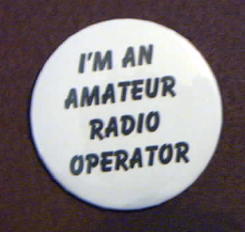 I'M AN
AMATEUR
RADIO
OPERATOR